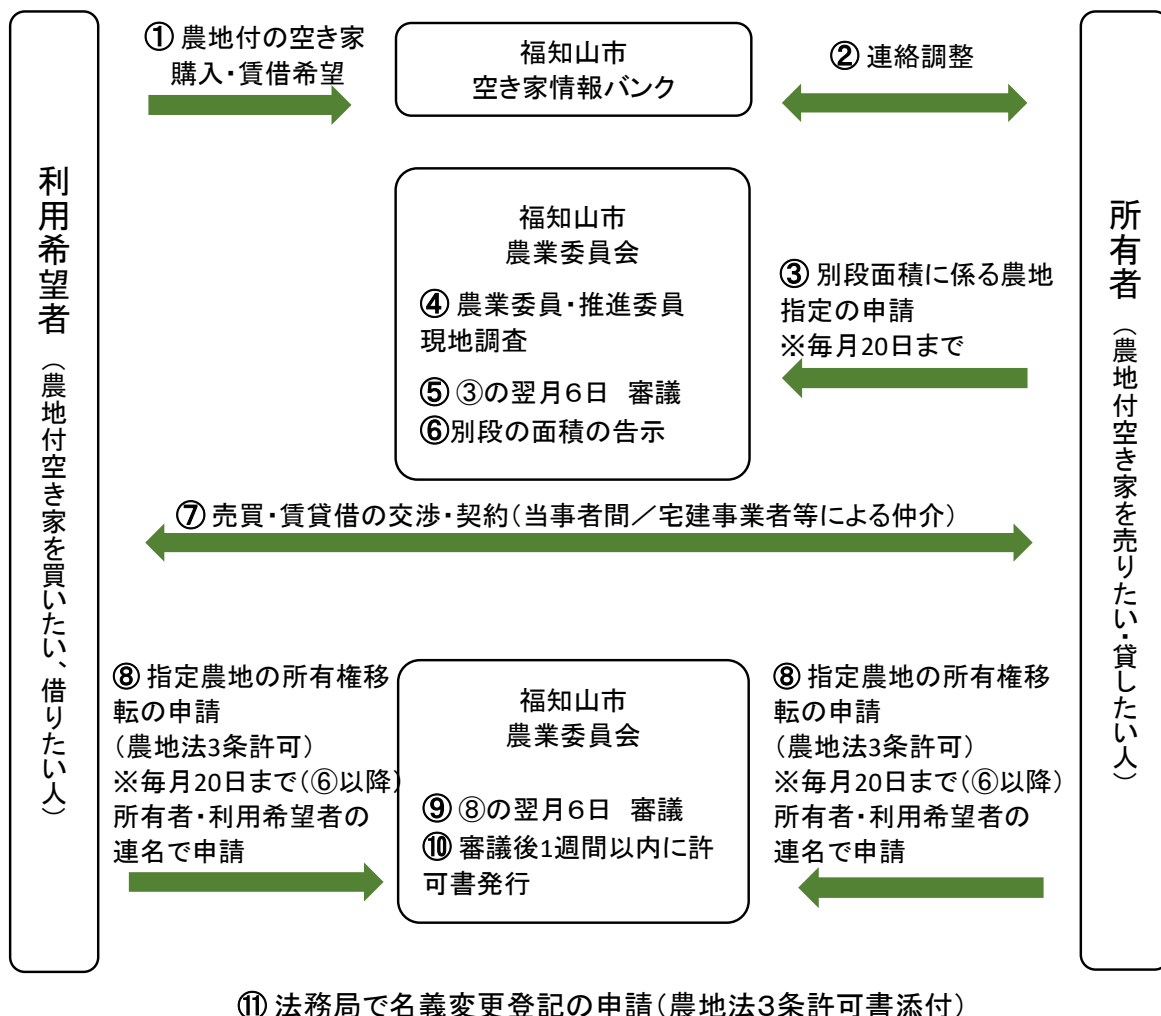 ① 農地付の空き家
購入・賃借希望
福知山市
空き家情報バンク
② 連絡調整
利用希望者（農地付空き家を買いたい、借りたい人）
所有者（農地付空き家を売りたい・貸したい人）
福知山市
農業委員会
④ 農業委員・推進委員
現地調査
⑤ ③の翌月６日　審議
⑥別段の面積の告示
③ 別段面積に係る農地
指定の申請
※毎月20日まで
⑦ 売買・賃貸借の交渉・契約（当事者間／宅建事業者等による仲介）
⑧ 指定農地の所有権移
転の申請
（農地法3条許可）
※毎月20日まで（⑥以降）
所有者・利用希望者の
連名で申請
福知山市
農業委員会
⑨ ⑧の翌月６日　審議
⑩ 審議後1週間以内に許
可書発行
⑧ 指定農地の所有権移
転の申請
（農地法3条許可）
※毎月20日まで（⑥以降）
所有者・利用希望者の
連名で申請
⑪ 法務局で名義変更登記の申請（農地法３条許可書添付）